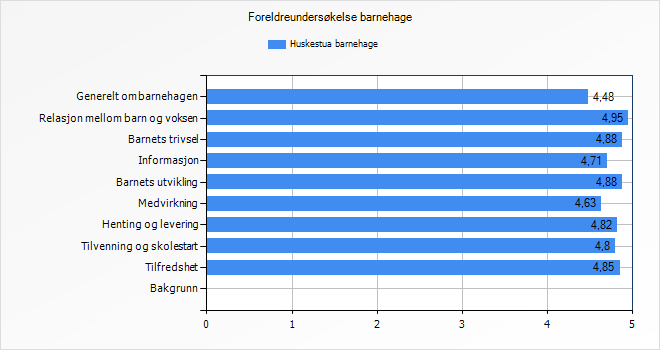 Foreldreundersøkelse barnehage
Huskestua barnehage
Generelt om barnehagen 4,48
Relasjon mellom barn og voksen 4,95
Barnets trivsel 4,88
Informasjon 4,71
Barnets utvikling 4,88
Medvirkning 4,63
Henting og levering 4,82
Tilvenning og skolestart 4,8
Tilfredshet 4,85
Bakgrunn
0 1 2 3 4 5